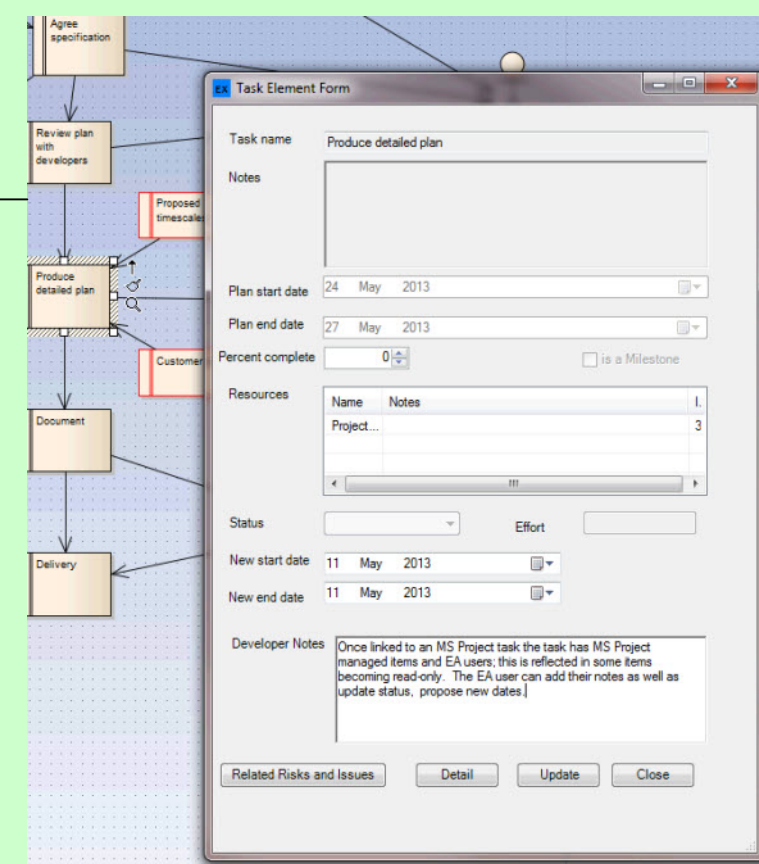 Agree
specification
Review plan
with
developers
Proposed
timescales
Produce
detailed plan
Customer
Document
Delivery
EX Task Element Form
Task name Produce detailed plan
Notes
Plan start date 24 May 2013
Plan end date 27 May 2013
Percent complete 0 is a Milestone
Resources
Name Notes I.
Project... 3
Status Effort
New start date 11 May 2013
New end date 11 May 2013
Developer Notes
Once linked to an MS Project task the task has MS Project
managed items and EA users; this is reflected in some items
becoming read-only. The EA user can add their notes as well as
update status, propose new dates.
Related Risks and Issues Detail Update Close